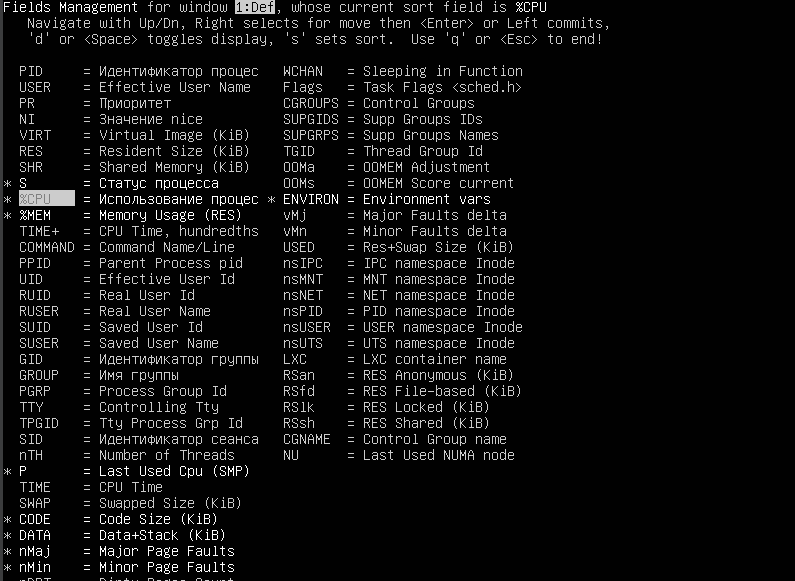 Fields Management for window 1:Def, whose current sort field is %CPU
   Navigate with Up/Dn, Right selects for move then <Enter> or Left commits,
   'd' or <Space> toggles display, 's' sets sort.  Use 'q' or <Esc> to end!
  PID     = Идентификатор процес   WCHAN   = Sleeping in Function
  USER    = Effective User Name    Flags   = Task Flags <sched.h>
  PR      = Приоритет              CGROUPS = Control Groups
  NI      = Значение nice          SUPGIDS = Supp Groups IDs
  VIRT    = Virtual Image (KiB)    SUPGRPS = Supp Groups Names
  RES     = Resident Size (KiB)    TGID    = Thread Group Id
  SHR     = Shared Memory (KiB)    OOMa    = OOMEM Adjustment
* S       = Статус процесса        OOMs    = OOMEM Score current
* %CPU    = Использование процес * ENVIRON = Environment vars
* %MEM    = Memory Usage (RES)     vMj     = Major Faults delta
  TIME+   = CPU Time, hundredths   vMn     = Minor Faults delta
  COMMAND = Command Name/Line      USED    = Res+Swap Size (KiB)
  PPID    = Parent Process pid     nsIPC   = IPC namespace Inode
  UID     = Effective User Id      nsMNT   = MNT namespace Inode
  RUID    = Real User Id           nsNET   = NET namespace Inode
  RUSER   = Real User Name         nsPID   = PID namespace Inode
  SUID    = Saved User Id          nsUSER  = USER namespace Inode
  SUSER   = Saved User Name        nsUTS   = UTS namespace Inode
  GID     = Идентификатор группы   LXC     = LXC container name
  GROUP   = Имя группы             RSan    = RES Anonymous (KiB)
  PGRP    = Process Group Id       RSfd    = RES File-based (KiB)
  TTY     = Controlling Tty        RSlk    = RES Locked (KiB)
  TPGID   = Tty Process Grp Id     RSsh    = RES Shared (KiB)
  SID     = Идентификатор сеанса   CGNAME  = Control Group name
  nTH     = Number of Threads      NU      = Last Used NUMA node
* P       = Last Used Cpu (SMP)
  TIME    = CPU Time
  SWAP    = Swapped Size (KiB)
* CODE    = Code Size (KiB)
* DATA    = Data+Stack (KiB)
* nMaj    = Major Page Faults
* nMin    = Minor Page Faults